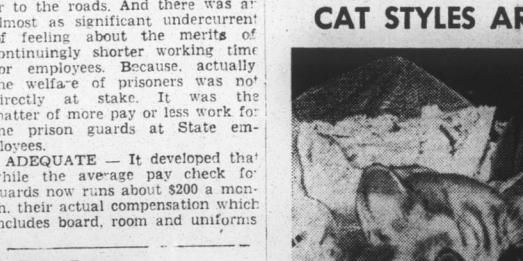 to the roads. And there was
almost as significant undercurrent
of feeling about the merits of
continuingly shorter working time
for employees. Because, actually
the welfare of prisoners was not
directly at stake. It was the
matter of more pay or less work for
the prison guards at State em-
ployees.
ADEQUATE — It developed that
while the average pay check for
guards now runs about $200 a mon-
th, their actual compensation which
includes board, room and uniforms
CAT STYLES